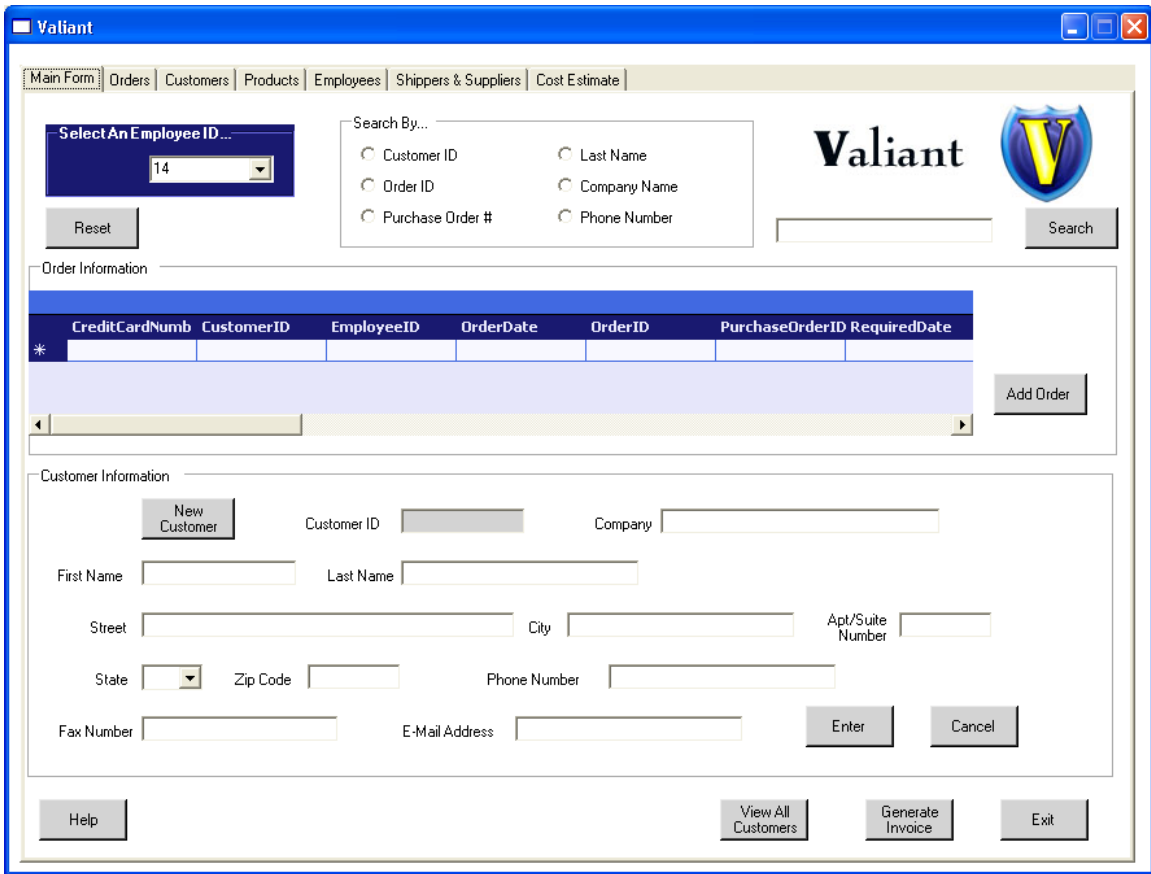 Valiant
Main Form Orders Customers Products Employees Shippers & Suppliers Cost Estimate
Select An Employee ID...
14
Reset
Search By...
Customer ID Last Name
Order ID Company Name
Purchase Order # Phone Number
Valiant V
Search
Order Information
CreditCardNumb CustomerID EmployeeID OrderDate OrderID PurchaseOrderID RequiredDate
*
Add Order
Customer Information
New
Customer
Customer ID Company
First Name Last Name
Street City Apt/Suite
Number
State Zip Code Phone Number
Fax Number E-Mail Address Enter Cancel
Help
View All
Customers
Generate
Invoice
Exit